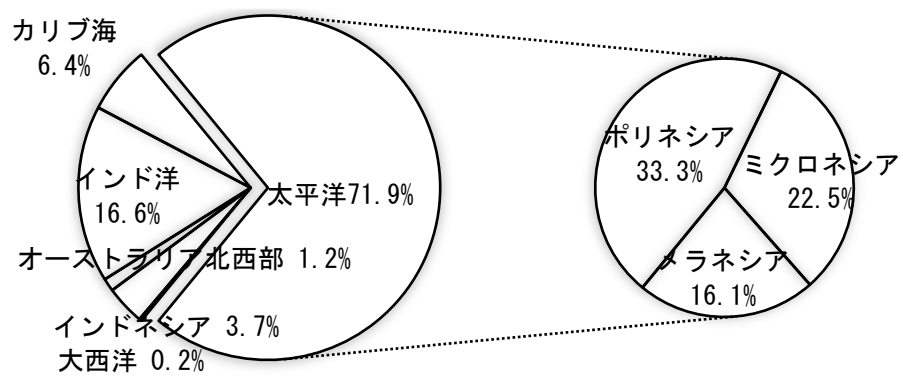 カリブ海
6.4%
インド洋
16.6%
太平洋71.9%
オーストラリア北西部 1.2%
インドネシア 3.7%
大西洋 0.2%
ポリネシア
33.3%
ミクロネシア
22.5%
メラネシア
16.1%